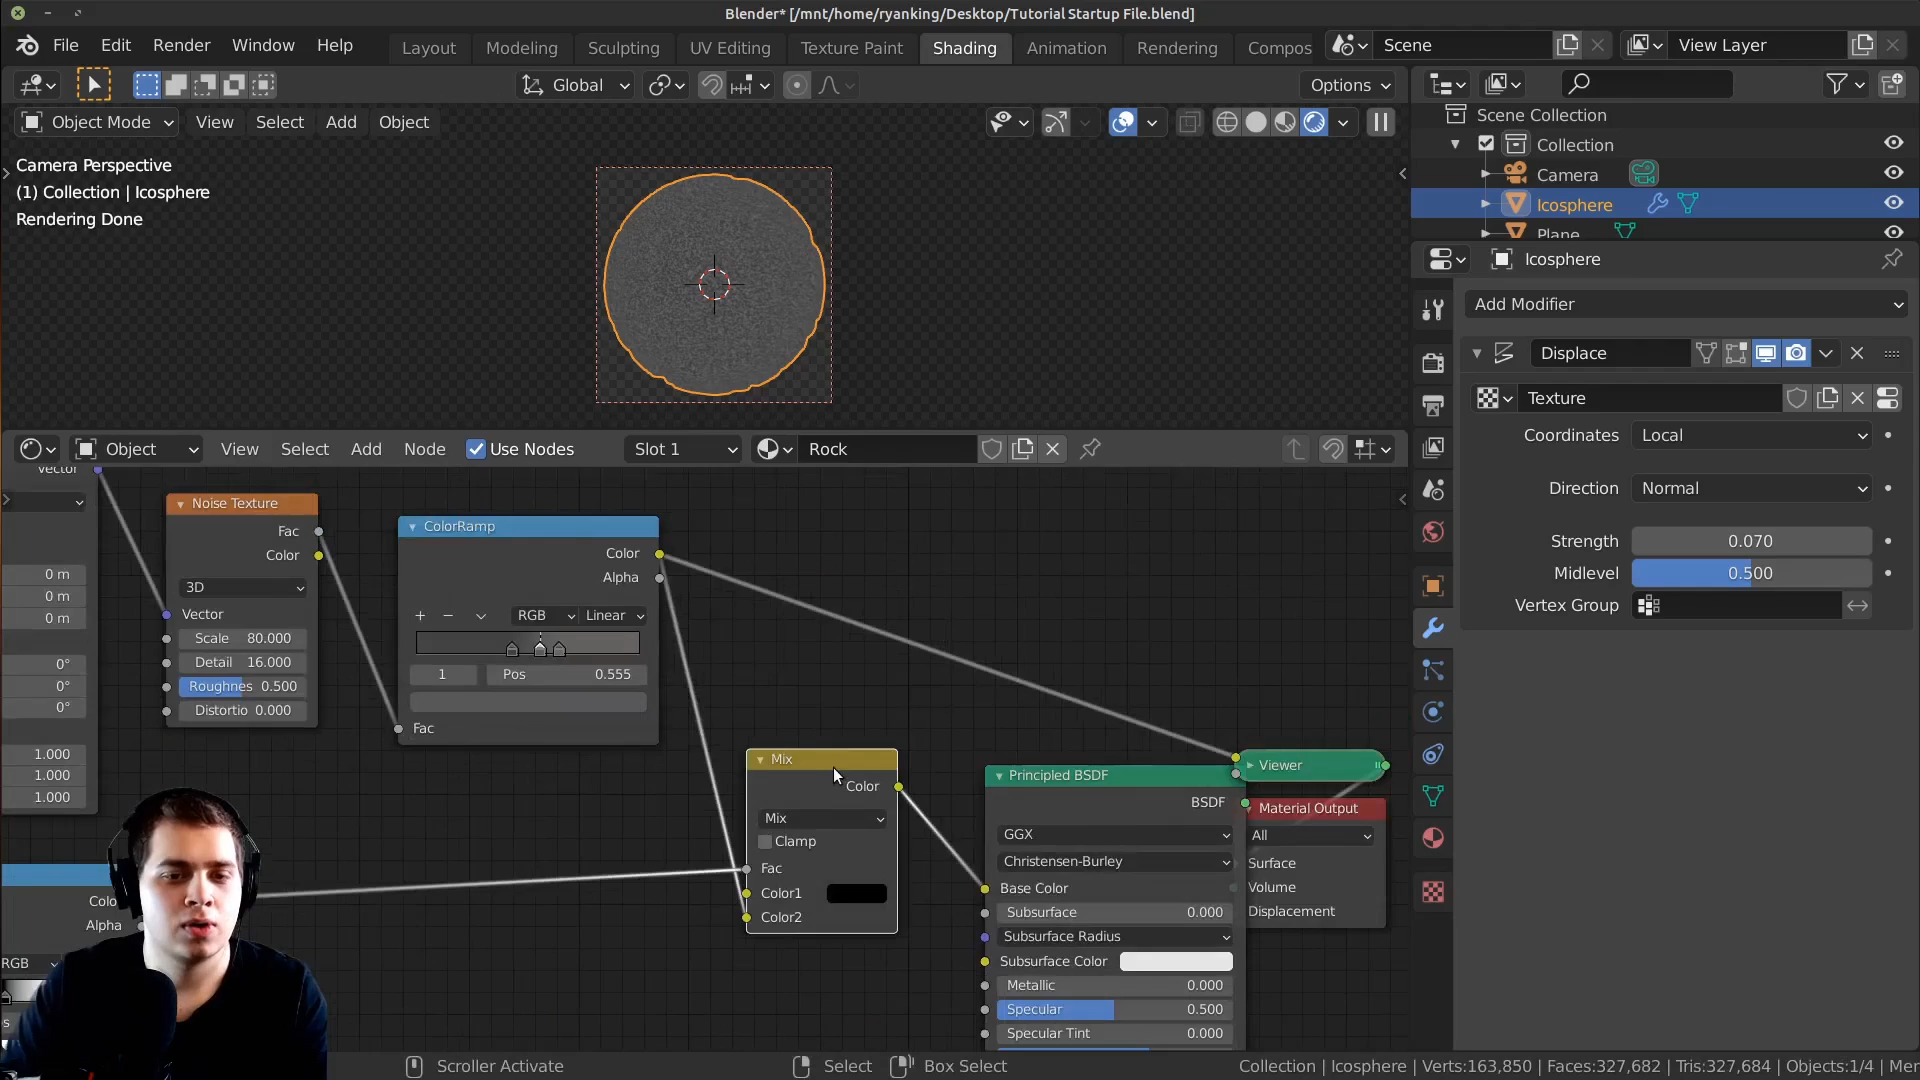 Blender* [/mnt/home/ryanking/Desktop/Tutorial Startup File.blend]
File Edit Render Window Help Layout Modeling Sculpting UV Editing Texture Paint Shading Animation Rendering Compos Scene View Layer
Global Options
Object Mode View Select Add Object
Camera Perspective
(1) Collection | Icosphere
Rendering Done
Scene Collection
Collection
Camera
Icosphere
Plane
Icosphere
Add Modifier
Displace
Texture
Coordinates Local
Direction Normal
Strength 0.070
Midlevel 0.500
Vertex Group
Object View Select Add Node Use Nodes Slot 1 Rock
Vector
0 m
0 m
0 m
0°
0°
0°
1.000
1.000
1.000
Noise Texture
Fac
Color
3D
Vector
Scale 80.000
Detail 16.000
Roughnes 0.500
Distortio 0.000
ColorRamp
Color
Alpha
+ − RGB Linear
1 Pos 0.555
Fac
Mix
Color
Mix
Clamp
Fac
Color1
Color2
Principled BSDF
BSDF
GGX
Christensen-Burley
Base Color
Subsurface 0.000
Subsurface Radius
Subsurface Color
Metallic 0.000
Specular 0.500
Specular Tint 0.000
Viewer
Material Output
All
Surface
Volume
Displacement
Colo
Alpha
RGB
Scroller Activate Select Box Select Collection | Icosphere | Verts:163,850 | Faces:327,682 | Tris:327,684 | Objects:1/4 | Mer